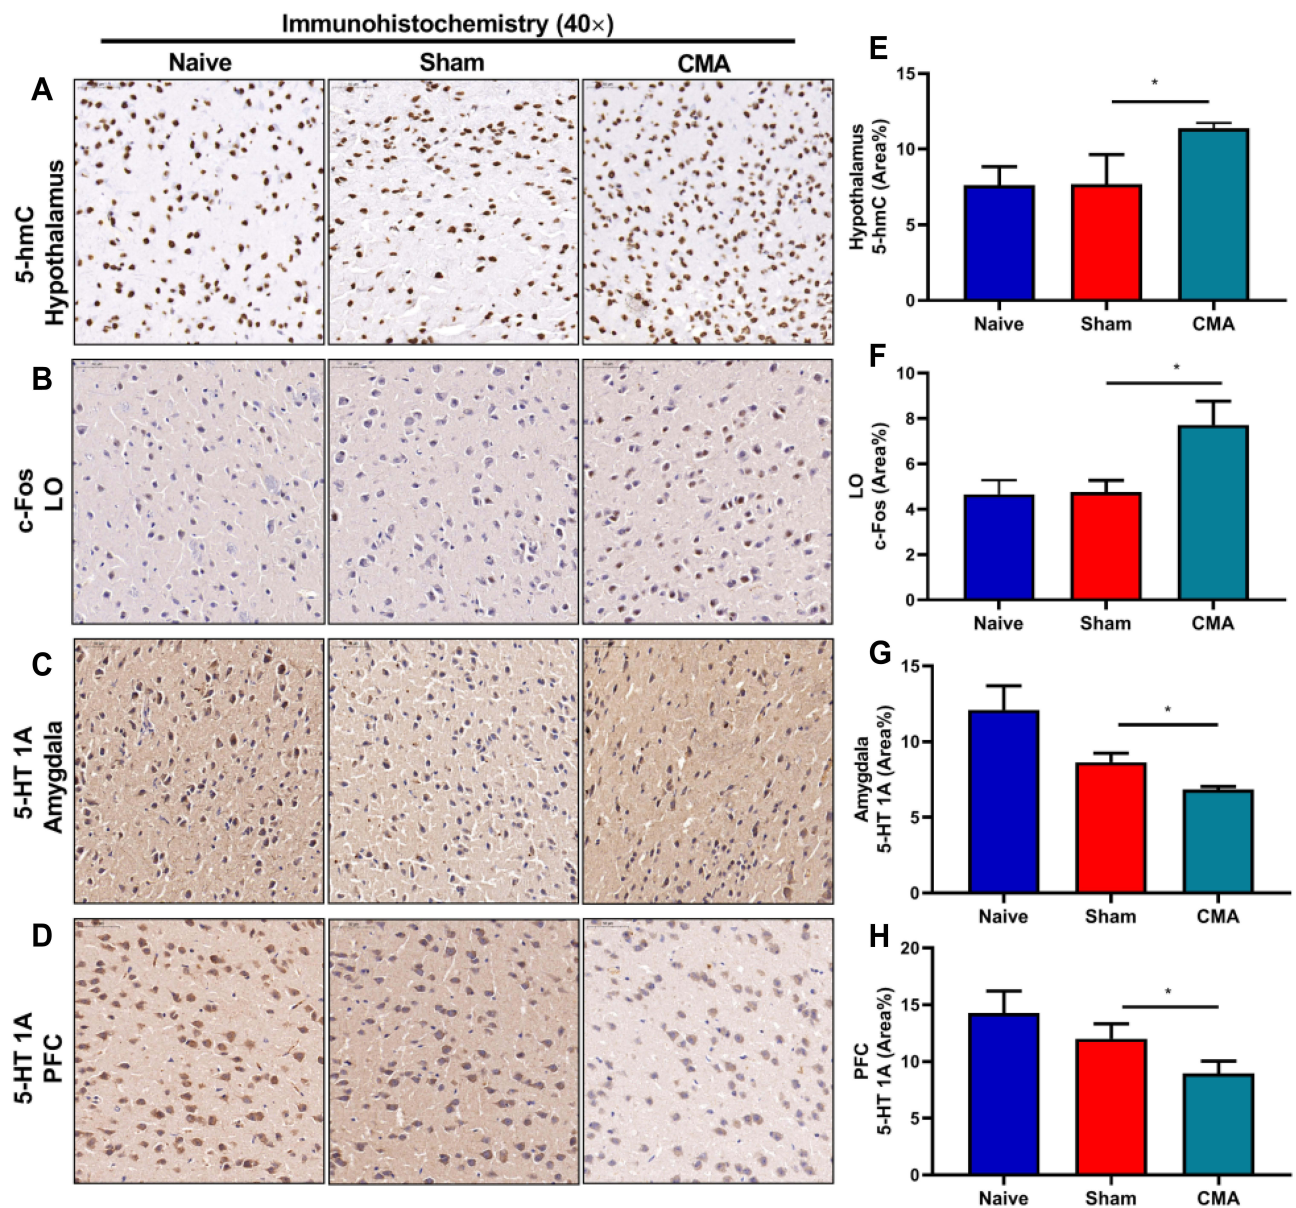 Immunohistochemistry (40×)
Naive Sham CMA
A
5-hmC
Hypothalamus
B
c-Fos
LO
C
5-HT 1A
Amygdala
D
5-HT 1A
PFC
E
Hypothalamus
5-hmC (Area%)
15
10
5
0
*
Naive Sham CMA
F
LO
c-Fos (Area%)
10
8
6
4
2
0
*
Naive Sham CMA
G
Amygdala
5-HT 1A (Area%)
15
10
5
0
*
Naive Sham CMA
H
PFC
5-HT 1A (Area%)
20
15
10
5
0
*
Naive Sham CMA